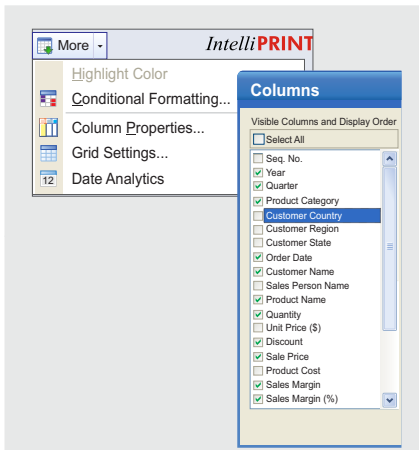 More
IntelliPRINT
Highlight Color
Conditional Formatting...
Column Properties...
Grid Settings...
12 Date Analytics
Columns
Visible Columns and Display Order
Select All
Seq. No.
Year
Quarter
Product Category
Customer Country
Customer Region
Customer State
Order Date
Customer Name
Sales Person Name
Product Name
Quantity
Unit Price ($)
Discount
Sale Price
Product Cost
Sales Margin
Sales Margin (%)